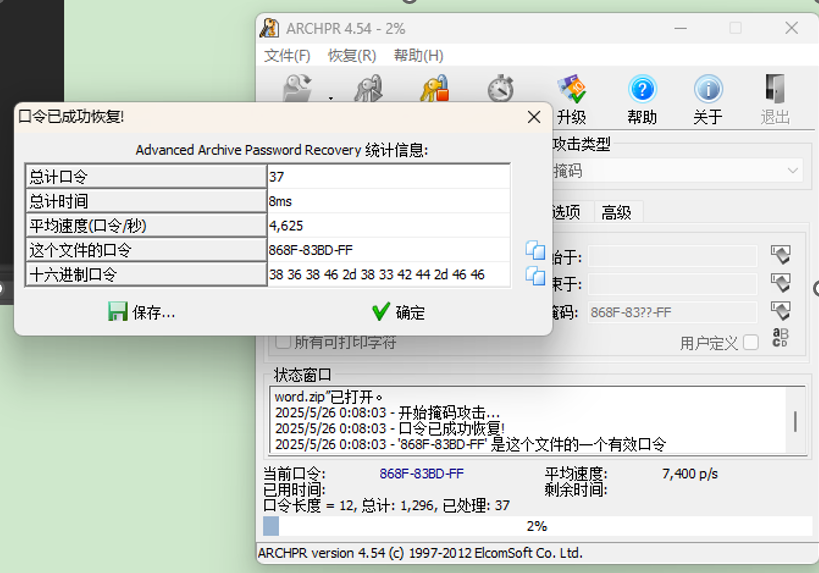 ARCHPR 4.54 - 2%
文件(F) 恢复(R) 帮助(H)
升级 帮助 关于 退出
口令已成功恢复!
Advanced Archive Password Recovery 统计信息:
总计口令 37
总计时间 8ms
平均速度(口令/秒) 4,625
这个文件的口令 868F-83BD-FF
十六进制口令 38 36 38 46 2d 38 33 42 44 2d 46 46
保存... 确定
攻击类型
掩码
选项 高级
始于:
束于:
掩码: 868F-83??-FF
所有可打印字符 用户定义
状态窗口
word.zip"已打开。
2025/5/26 0:08:03 - 开始掩码攻击...
2025/5/26 0:08:03 - 口令已成功恢复!
2025/5/26 0:08:03 - '868F-83BD-FF' 是这个文件的一个有效口令
当前口令: 868F-83BD-FF 平均速度: 7,400 p/s
已用时间: 剩余时间:
口令长度 = 12, 总计: 1,296, 已处理: 37
2%
ARCHPR version 4.54 (c) 1997-2012 ElcomSoft Co. Ltd.